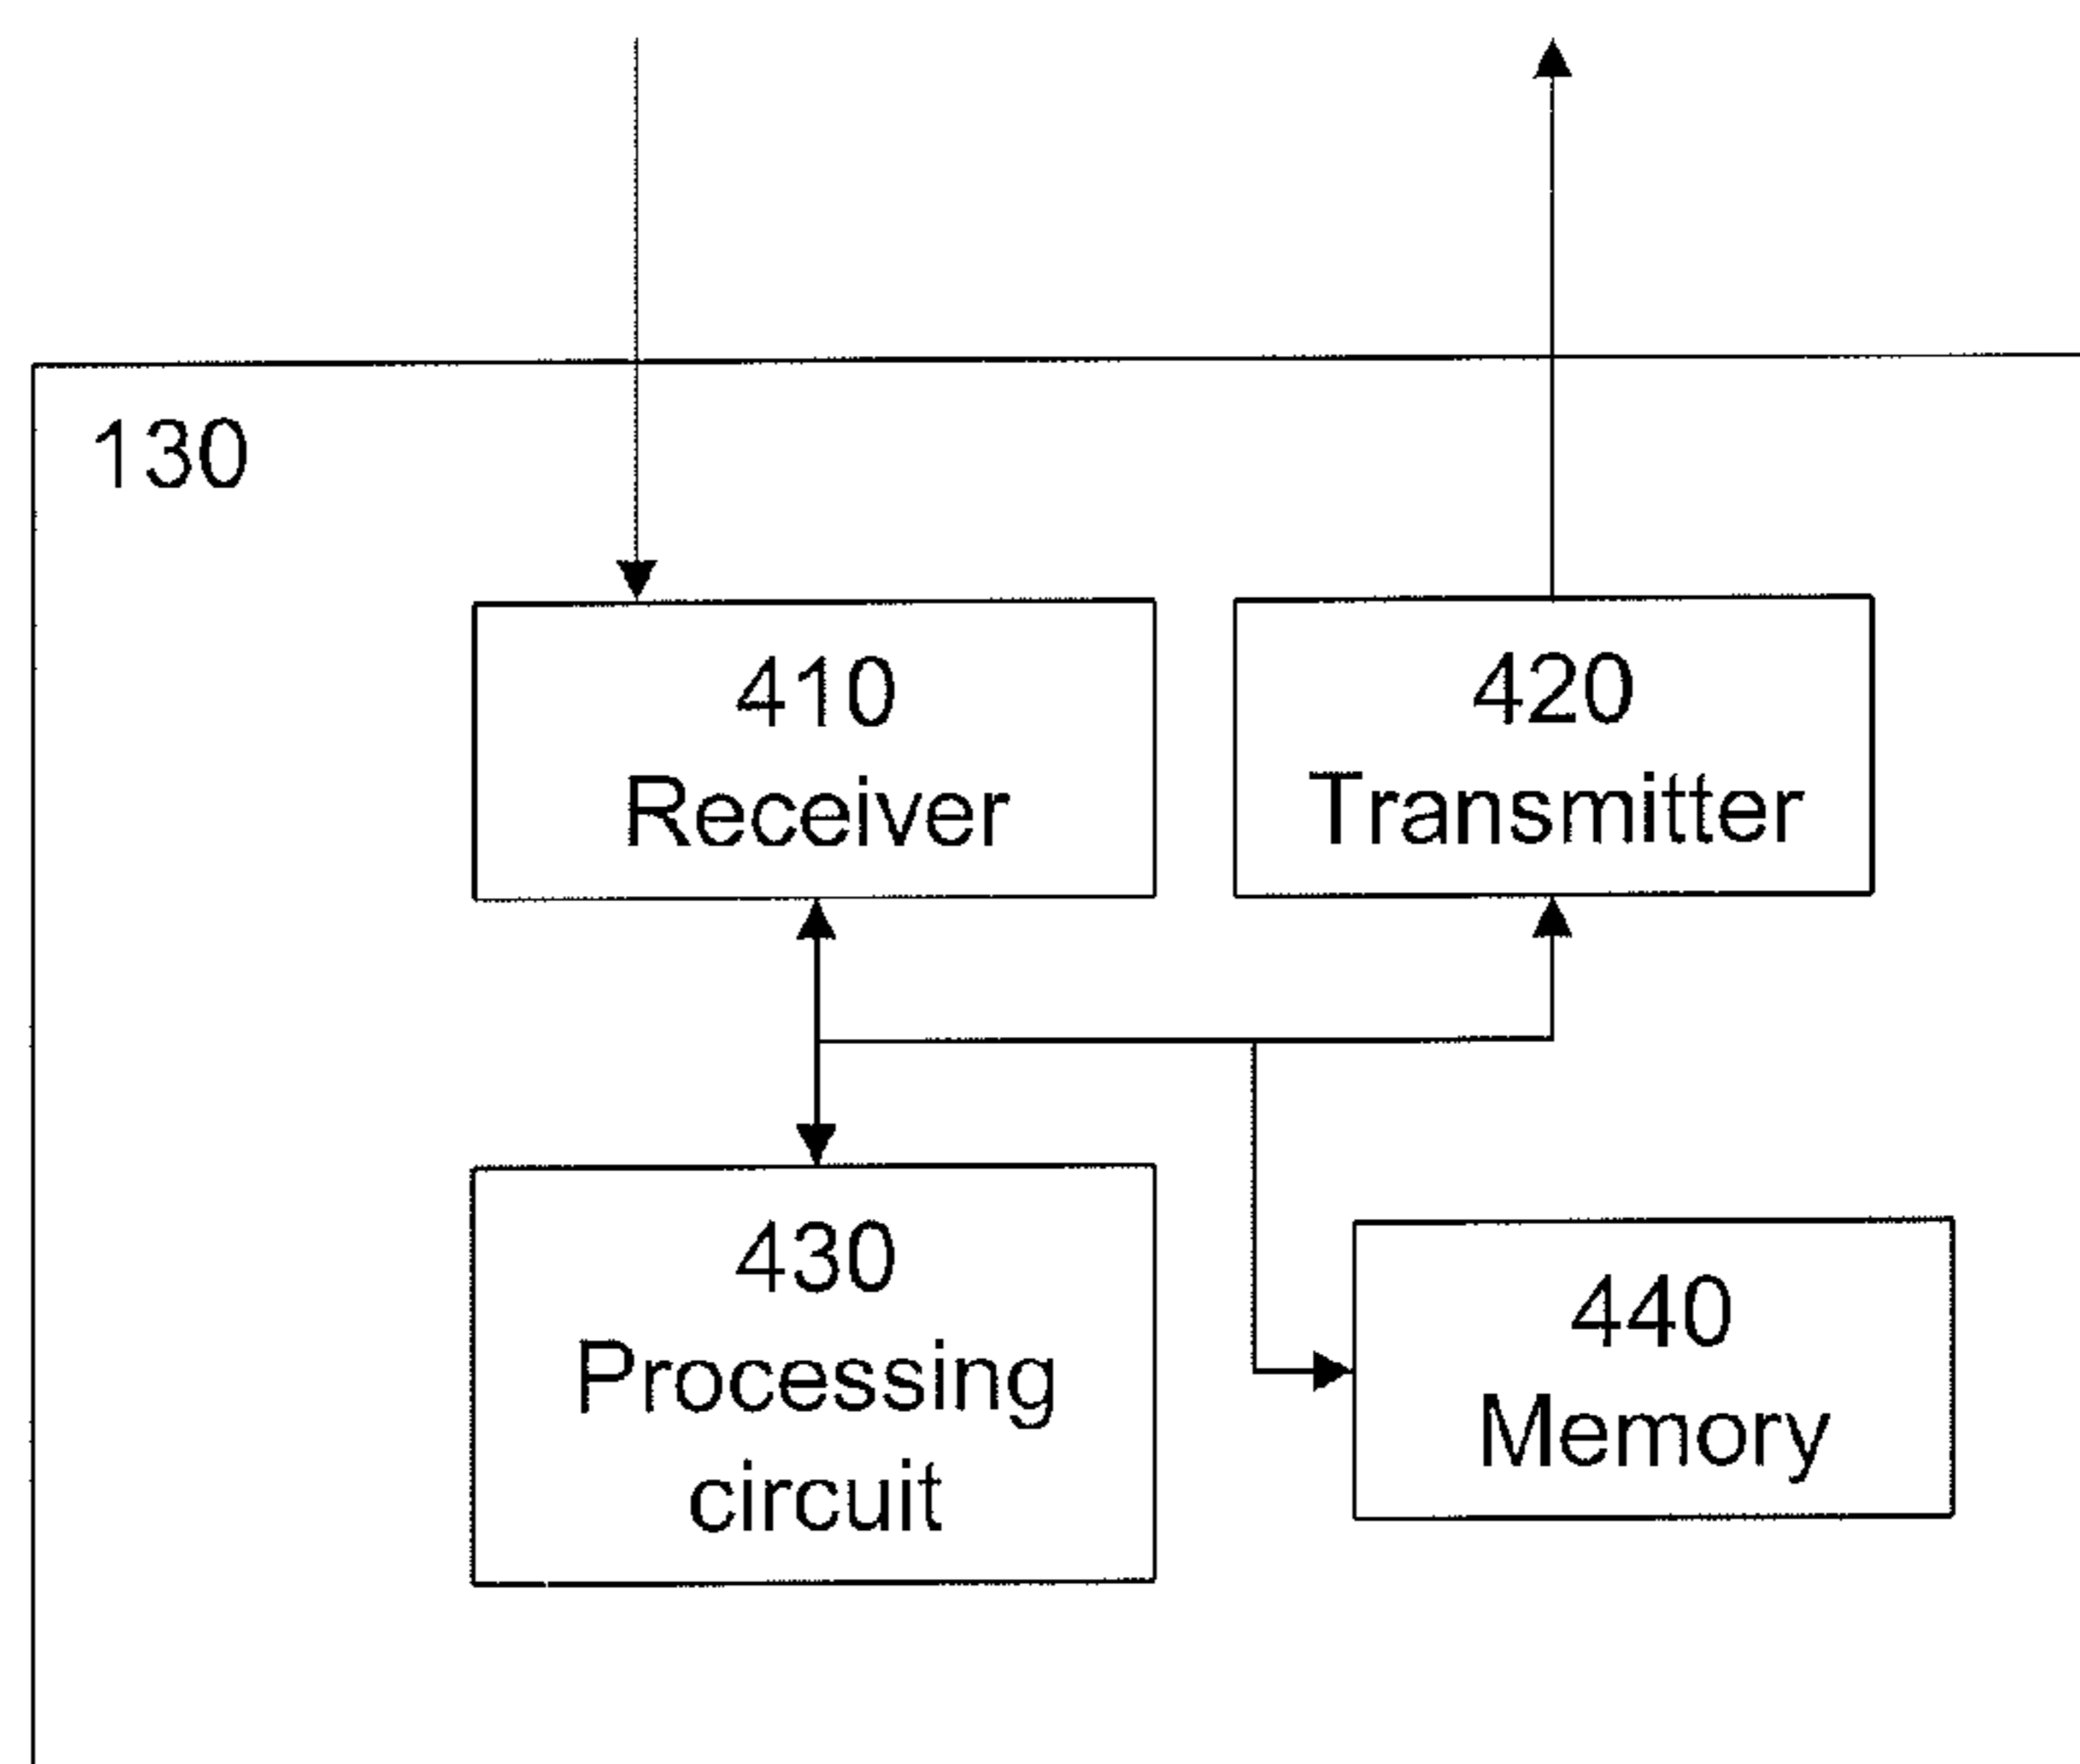 130
410
Receiver
420
Transmitter
430
Processing
circuit
440
Memory